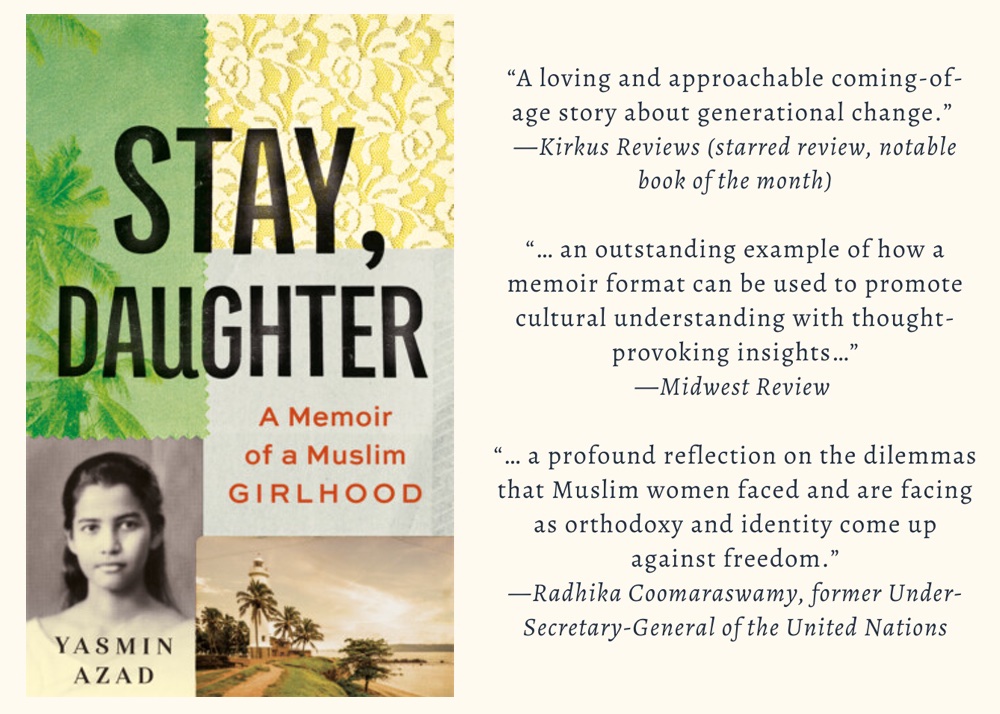 STAY,
DAUGHTER
A Memoir
of a Muslim
GIRLHOOD
YASMIN
AZAD
“A loving and approachable coming-of-
age story about generational change.”
—Kirkus Reviews (starred review, notable
book of the month)
“... an outstanding example of how a
memoir format can be used to promote
cultural understanding with thought-
provoking insights...”
—Midwest Review
“... a profound reflection on the dilemmas
that Muslim women faced and are facing
as orthodoxy and identity come up
against freedom.”
—Radhika Coomaraswamy, former Under-
Secretary-General of the United Nations